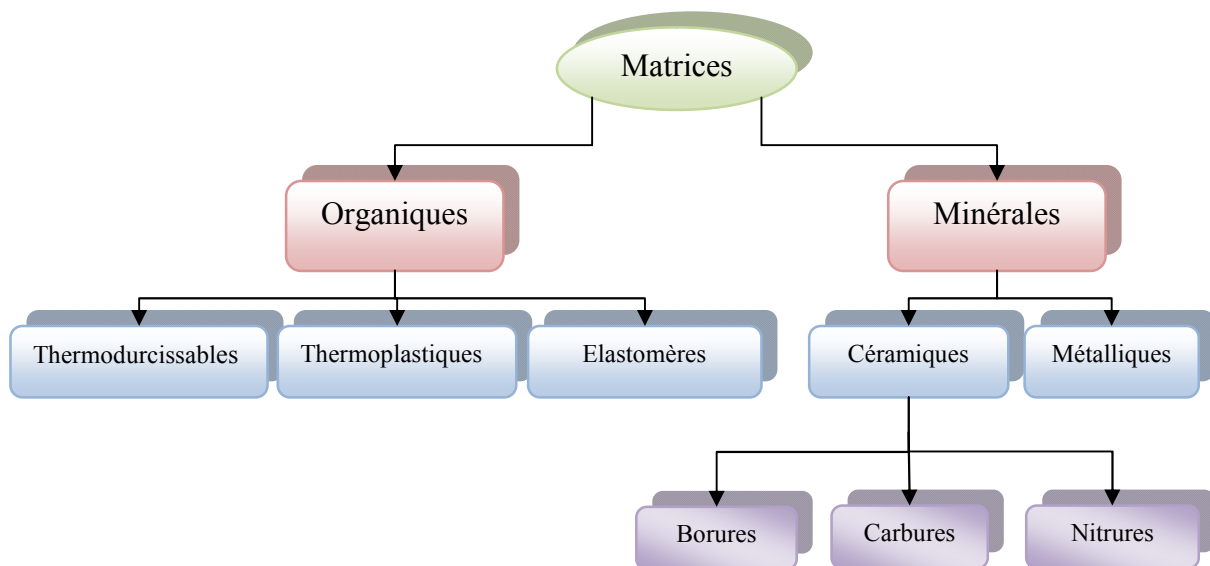 Matrices
Organiques
Minérales
Thermodurcissables
Thermoplastiques
Elastomères
Céramiques
Métalliques
Borures
Carbures
Nitrures